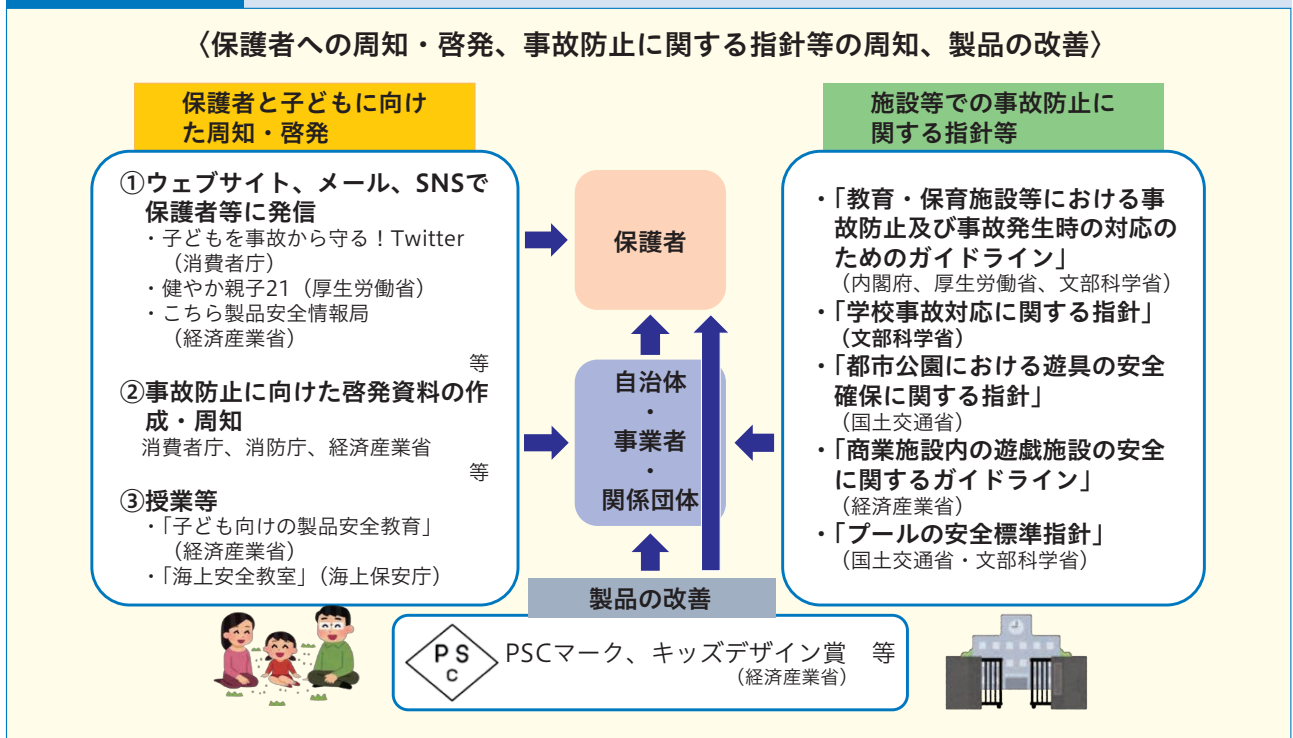 〈保護者への周知・啓発、事故防止に関する指針等の周知、製品の改善〉
保護者と子どもに向け
た周知・啓発
①ウェブサイト、メール、SNSで
保護者等に発信
・子どもを事故から守る！Twitter
（消費者庁）
・健やか親子21（厚生労働省）
・こちら製品安全情報局
（経済産業省）
等
②事故防止に向けた啓発資料の作
成・周知
消費者庁、消防庁、経済産業省
等
③授業等
・「子ども向けの製品安全教育」
（経済産業省）
・「海上安全教室」（海上保安庁）
保護者
自治体
・
事業者
・
関係団体
施設等での事故防止に
関する指針等
・「教育・保育施設等における事
故防止及び事故発生時の対応の
ためのガイドライン」
（内閣府、厚生労働省、文部科学省）
・「学校事故対応に関する指針」
（文部科学省）
・「都市公園における遊具の安全
確保に関する指針」
（国土交通省）
・「商業施設内の遊戯施設の安全
に関するガイドライン」
（経済産業省）
・「プールの安全標準指針」
（国土交通省・文部科学省）
製品の改善
P S
C
PSCマーク、キッズデザイン賞　等
（経済産業省）